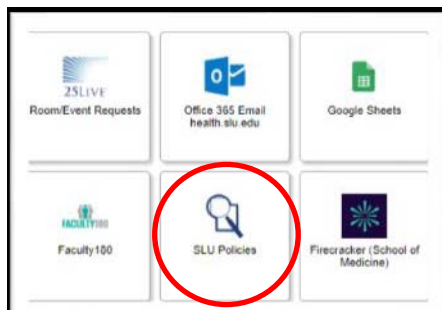 25LIVE
Room/Event Requests
Office 365 Email
health.slu.edu
Google Sheets
FACULTY180
Faculty180
SLU Policies
Firecracker (School of
Medicine)